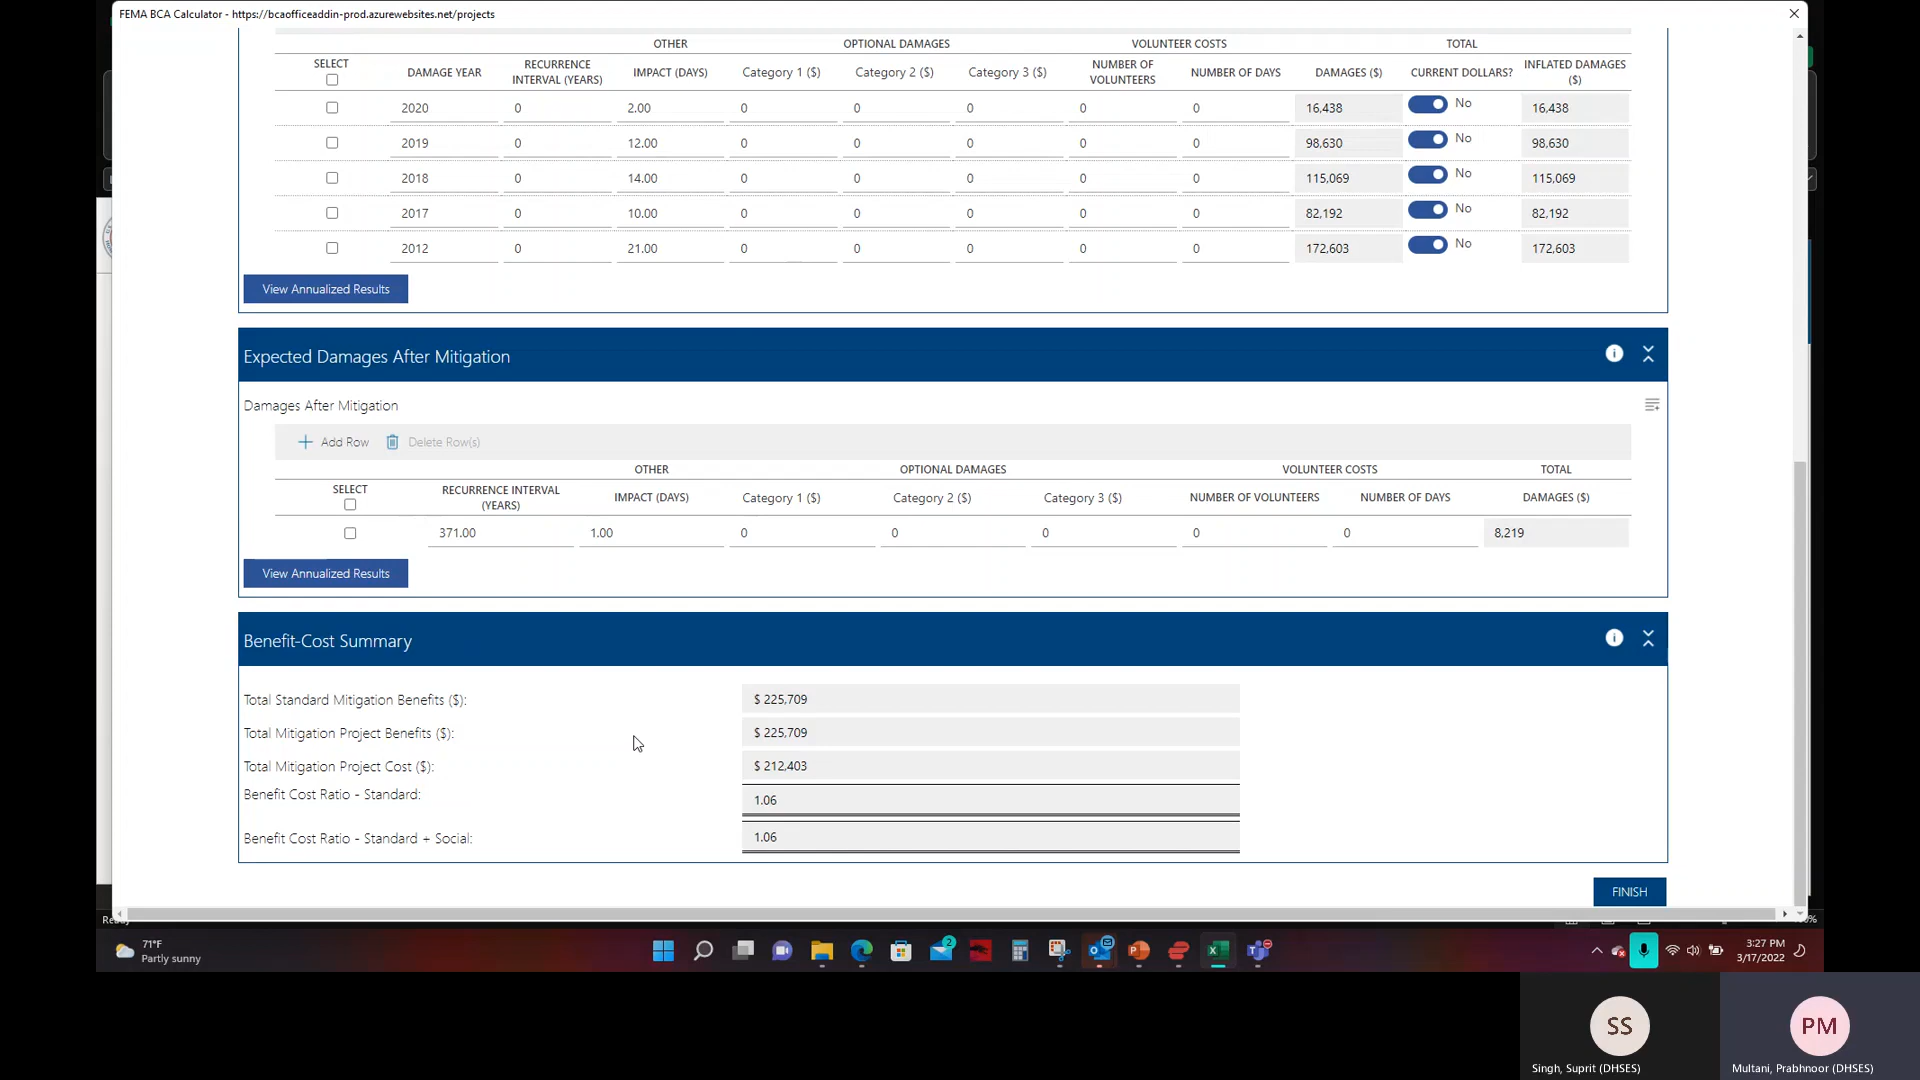 FEMA BCA Calculator - https://bcaofficeaddin-prod.azurewebsites.net/projects
OTHER OPTIONAL DAMAGES VOLUNTEER COSTS TOTAL
SELECT DAMAGE YEAR RECURRENCE INTERVAL (YEARS) IMPACT (DAYS) Category 1 ($) Category 2 ($) Category 3 ($) NUMBER OF VOLUNTEERS NUMBER OF DAYS DAMAGES ($) CURRENT DOLLARS? INFLATED DAMAGES ($)
2020 0 2.00 0 0 0 0 0 16,438 No 16,438
2019 0 12.00 0 0 0 0 0 98,630 No 98,630
2018 0 14.00 0 0 0 0 0 115,069 No 115,069
2017 0 10.00 0 0 0 0 0 82,192 No 82,192
2012 0 21.00 0 0 0 0 0 172,603 No 172,603
View Annualized Results
Expected Damages After Mitigation
Damages After Mitigation
Add Row Delete Row(s)
OTHER OPTIONAL DAMAGES VOLUNTEER COSTS TOTAL
SELECT RECURRENCE INTERVAL (YEARS) IMPACT (DAYS) Category 1 ($) Category 2 ($) Category 3 ($) NUMBER OF VOLUNTEERS NUMBER OF DAYS DAMAGES ($)
371.00 1.00 0 0 0 0 0 8,219
View Annualized Results
Benefit-Cost Summary
Total Standard Mitigation Benefits ($): $ 225,709
Total Mitigation Project Benefits ($): $ 225,709
Total Mitigation Project Cost ($): $ 212,403
Benefit Cost Ratio - Standard: 1.06
Benefit Cost Ratio - Standard + Social: 1.06
FINISH
71°F
Partly sunny
2
3:27 PM
3/17/2022
SS
PM
Singh, Suprit (DHSES)
Multani, Prabhnoor (DHSES)